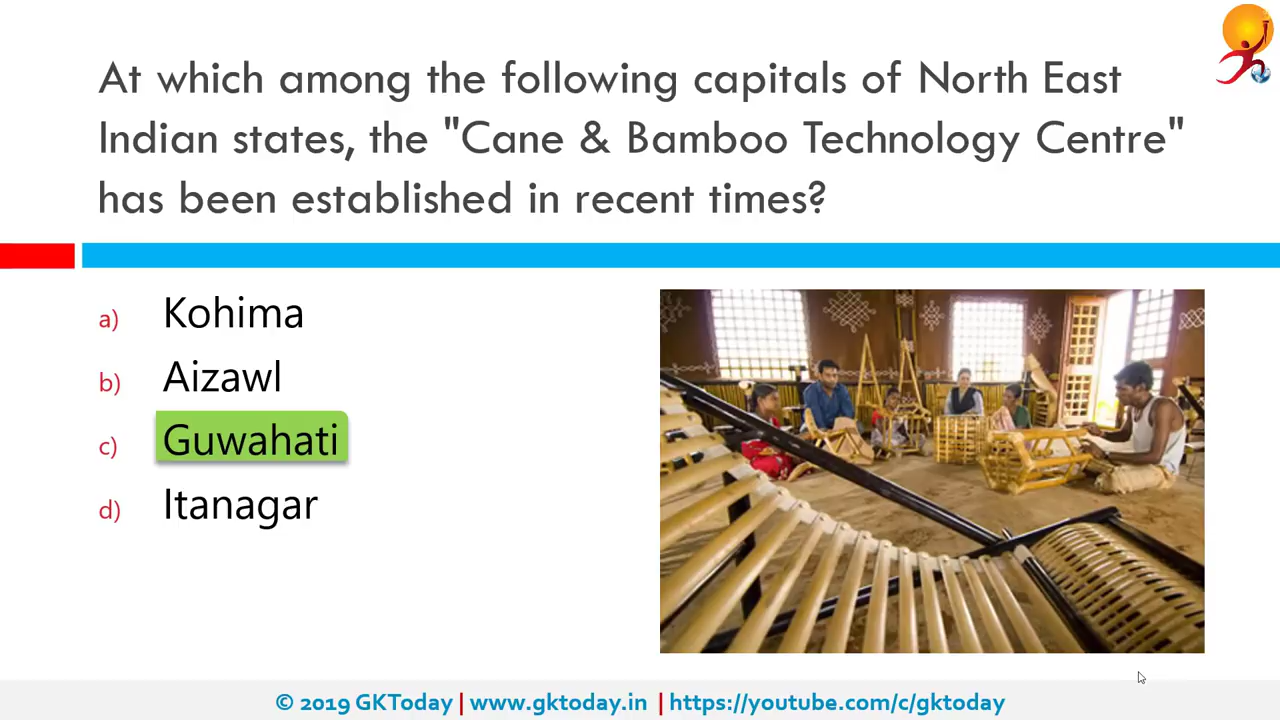 At which among the following capitals of North East
Indian states, the "Cane & Bamboo Technology Centre"
has been established in recent times?
a) Kohima
b) Aizawl
c) Guwahati
d) Itanagar
© 2019 GKToday | www.gktoday.in | https://youtube.com/c/gktoday